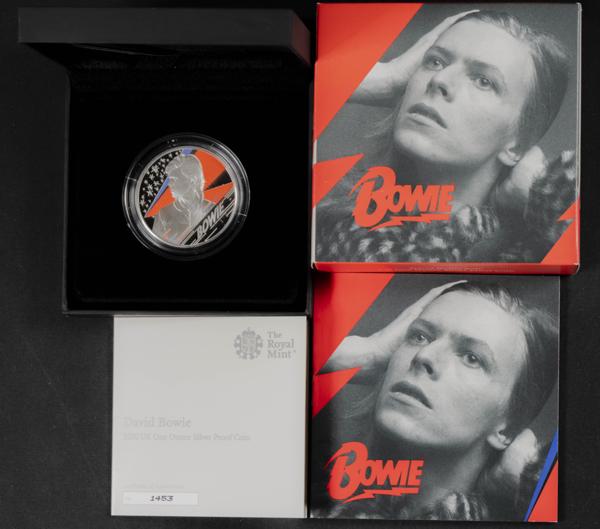 BOWIE
BOWIE
The
Royal
Mint®
David Bowie
2020 UK One Ounce Silver Proof Coin
1453
BOWIE